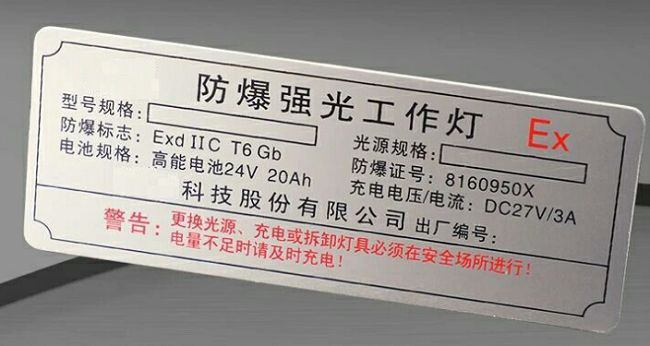 防爆强光工作灯 Ex
型号规格: 光源规格:
防爆标志: Exd IIC T6 Gb 防爆证号: 8160950X
电池规格: 高能电池24V 20Ah 充电电压/电流: DC27V/3A
科技股份有限公司 出厂编号:
警告: 更换光源、充电或拆卸灯具必须在安全场所进行!
电量不足时请及时充电!